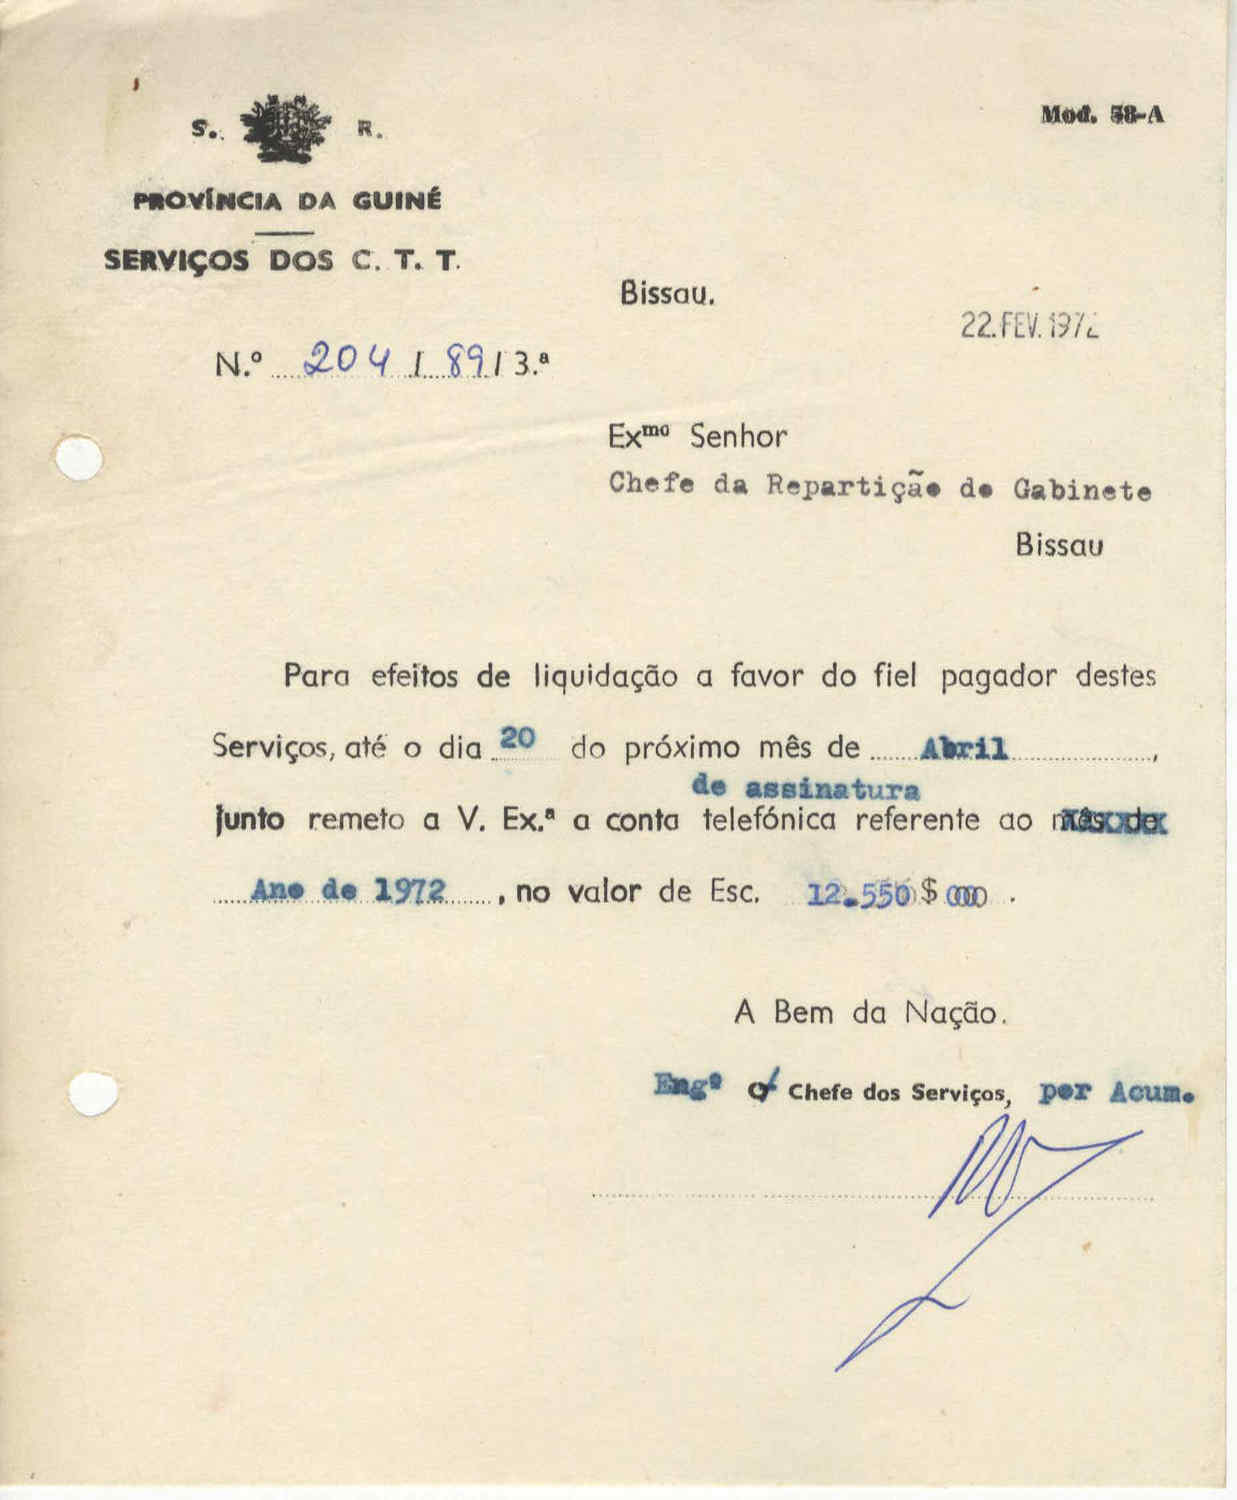 S. R.
Mod. 58-A
PROVÍNCIA DA GUINÉ
SERVIÇOS DOS C. T. T.
Bissau.
22.FEV.1972
N.º 204 / 89 / 3.ª
Exmo Senhor
Chefe da Repartição de Gabinete
Bissau
Para efeitos de liquidação a favor do fiel pagador destes
Serviços, até o dia 20 do próximo mês de Abril,
de assinatura
junto remeto a V. Ex.ª a conta telefónica referente ao mês de
Ano de 1972, no valor de Esc. 12.550$00
A Bem da Nação.
Engº O Chefe dos Serviços, por Acum.